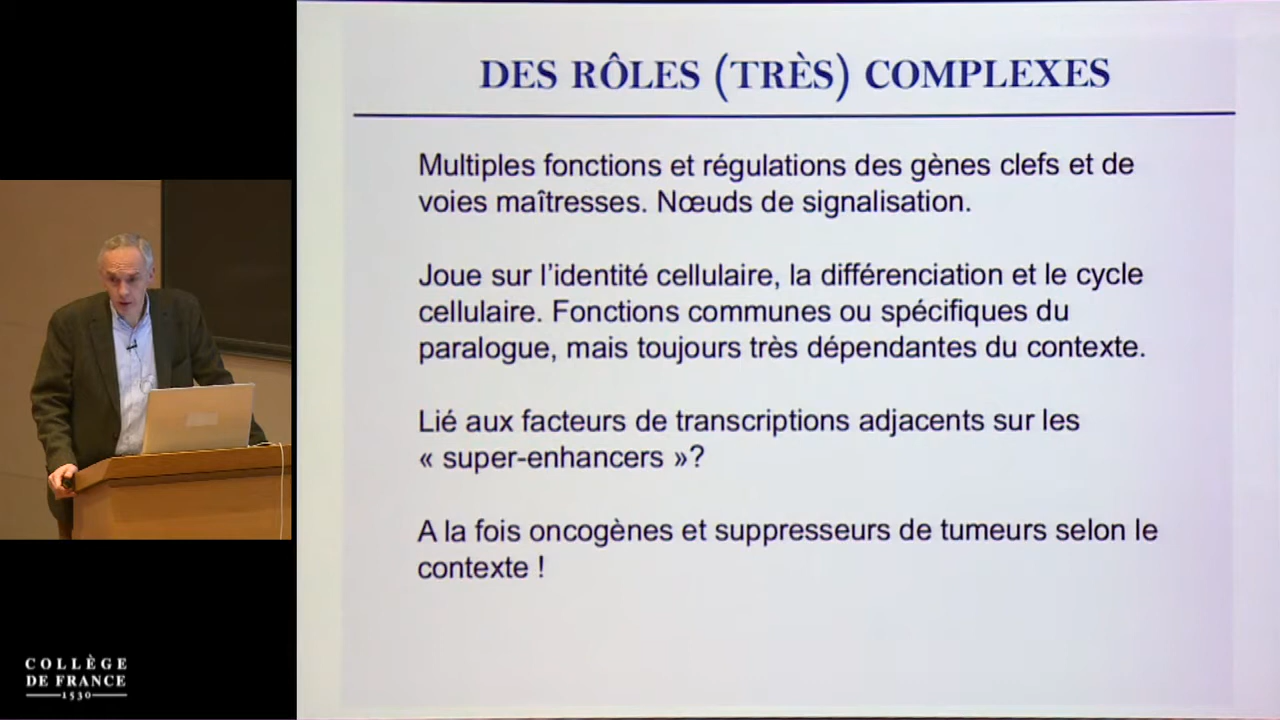 DES RÔLES (TRÈS) COMPLEXES
Multiples fonctions et régulations des gènes clefs et de
voies maîtresses. Nœuds de signalisation.
Joue sur l’identité cellulaire, la différenciation et le cycle
cellulaire. Fonctions communes ou spécifiques du
paralogue, mais toujours très dépendantes du contexte.
Lié aux facteurs de transcriptions adjacents sur les
« super-enhancers »?
A la fois oncogènes et suppresseurs de tumeurs selon le
contexte !
COLLÈGE
DE FRANCE
1530